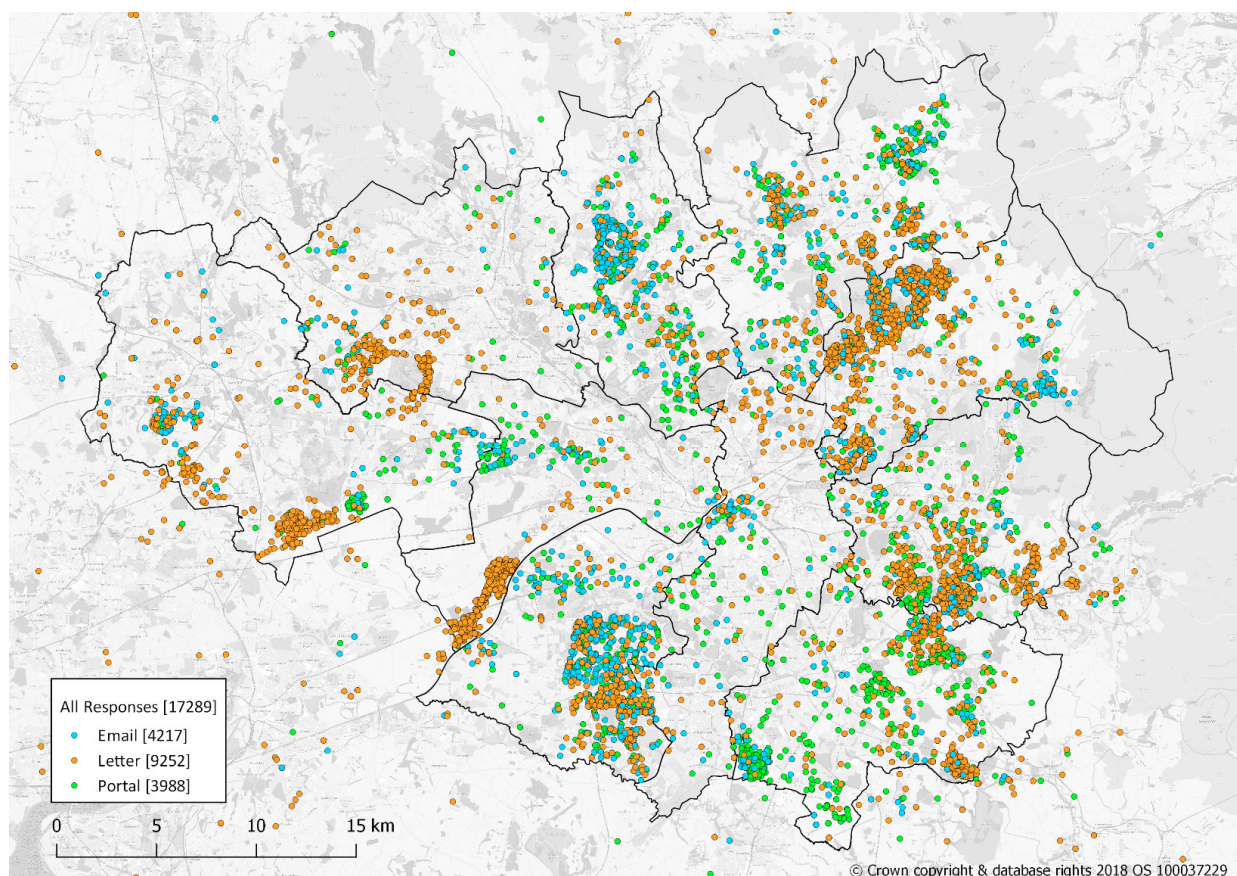 All Responses [17289]
Email [4217]
Letter [9252]
Portal [3988]
0 5 10 15 km
© Crown copyright & database rights 2018 OS 100037229